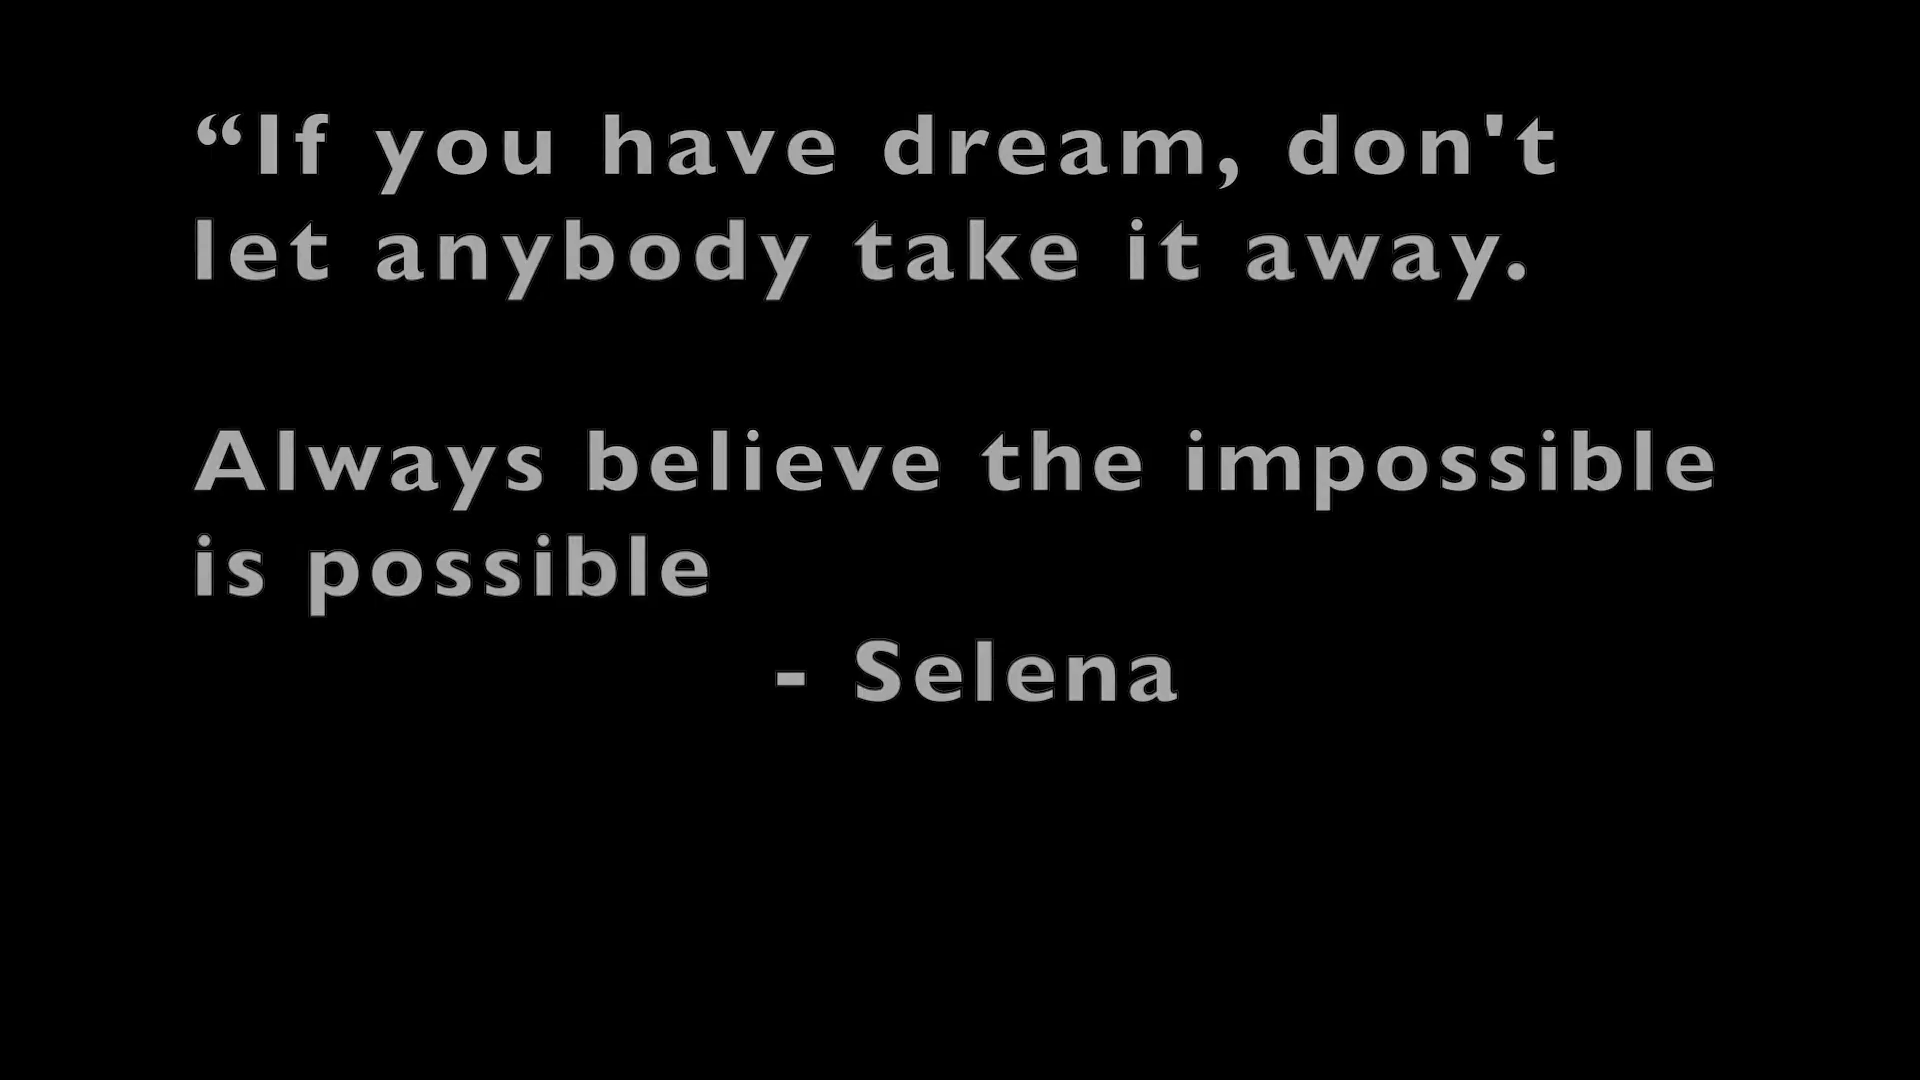 “If you have dream, don't
let anybody take it away.
Always believe the impossible
is possible
- Selena